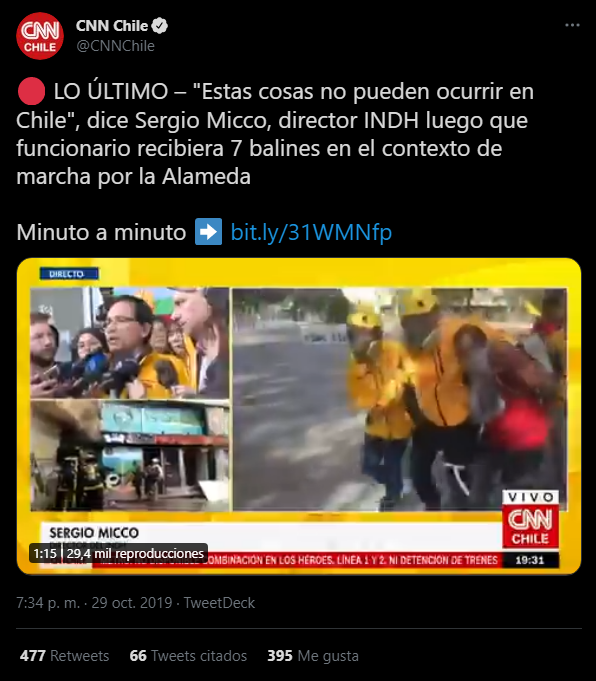 CNN
CHILE
CNN Chile
@CNNChile
LO ÚLTIMO – "Estas cosas no pueden ocurrir en
Chile", dice Sergio Micco, director INDH luego que
funcionario recibiera 7 balines en el contexto de
marcha por la Alameda
Minuto a minuto ➡ bit.ly/31WMNfp
DIRECTO
VIVO
CNN
CHILE
SERGIO MICCO
1:15 | 29,4 mil reproducciones
COMBINACIÓN EN LOS HÉROES, LÍNEA 1 Y 2. NI DETENCIÓN DE TRENES
19:31
7:34 p. m. · 29 oct. 2019 · TweetDeck
477 Retweets 66 Tweets citados 395 Me gusta